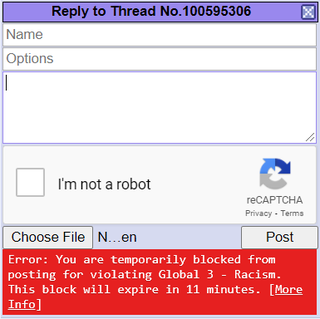 Reply to Thread No.100595306
Name
Options
I'm not a robot
reCAPTCHA
Privacy - Terms
Choose File N...en Post
Error: You are temporarily blocked from
posting for violating Global 3 - Racism.
This block will expire in 11 minutes. [More
Info]